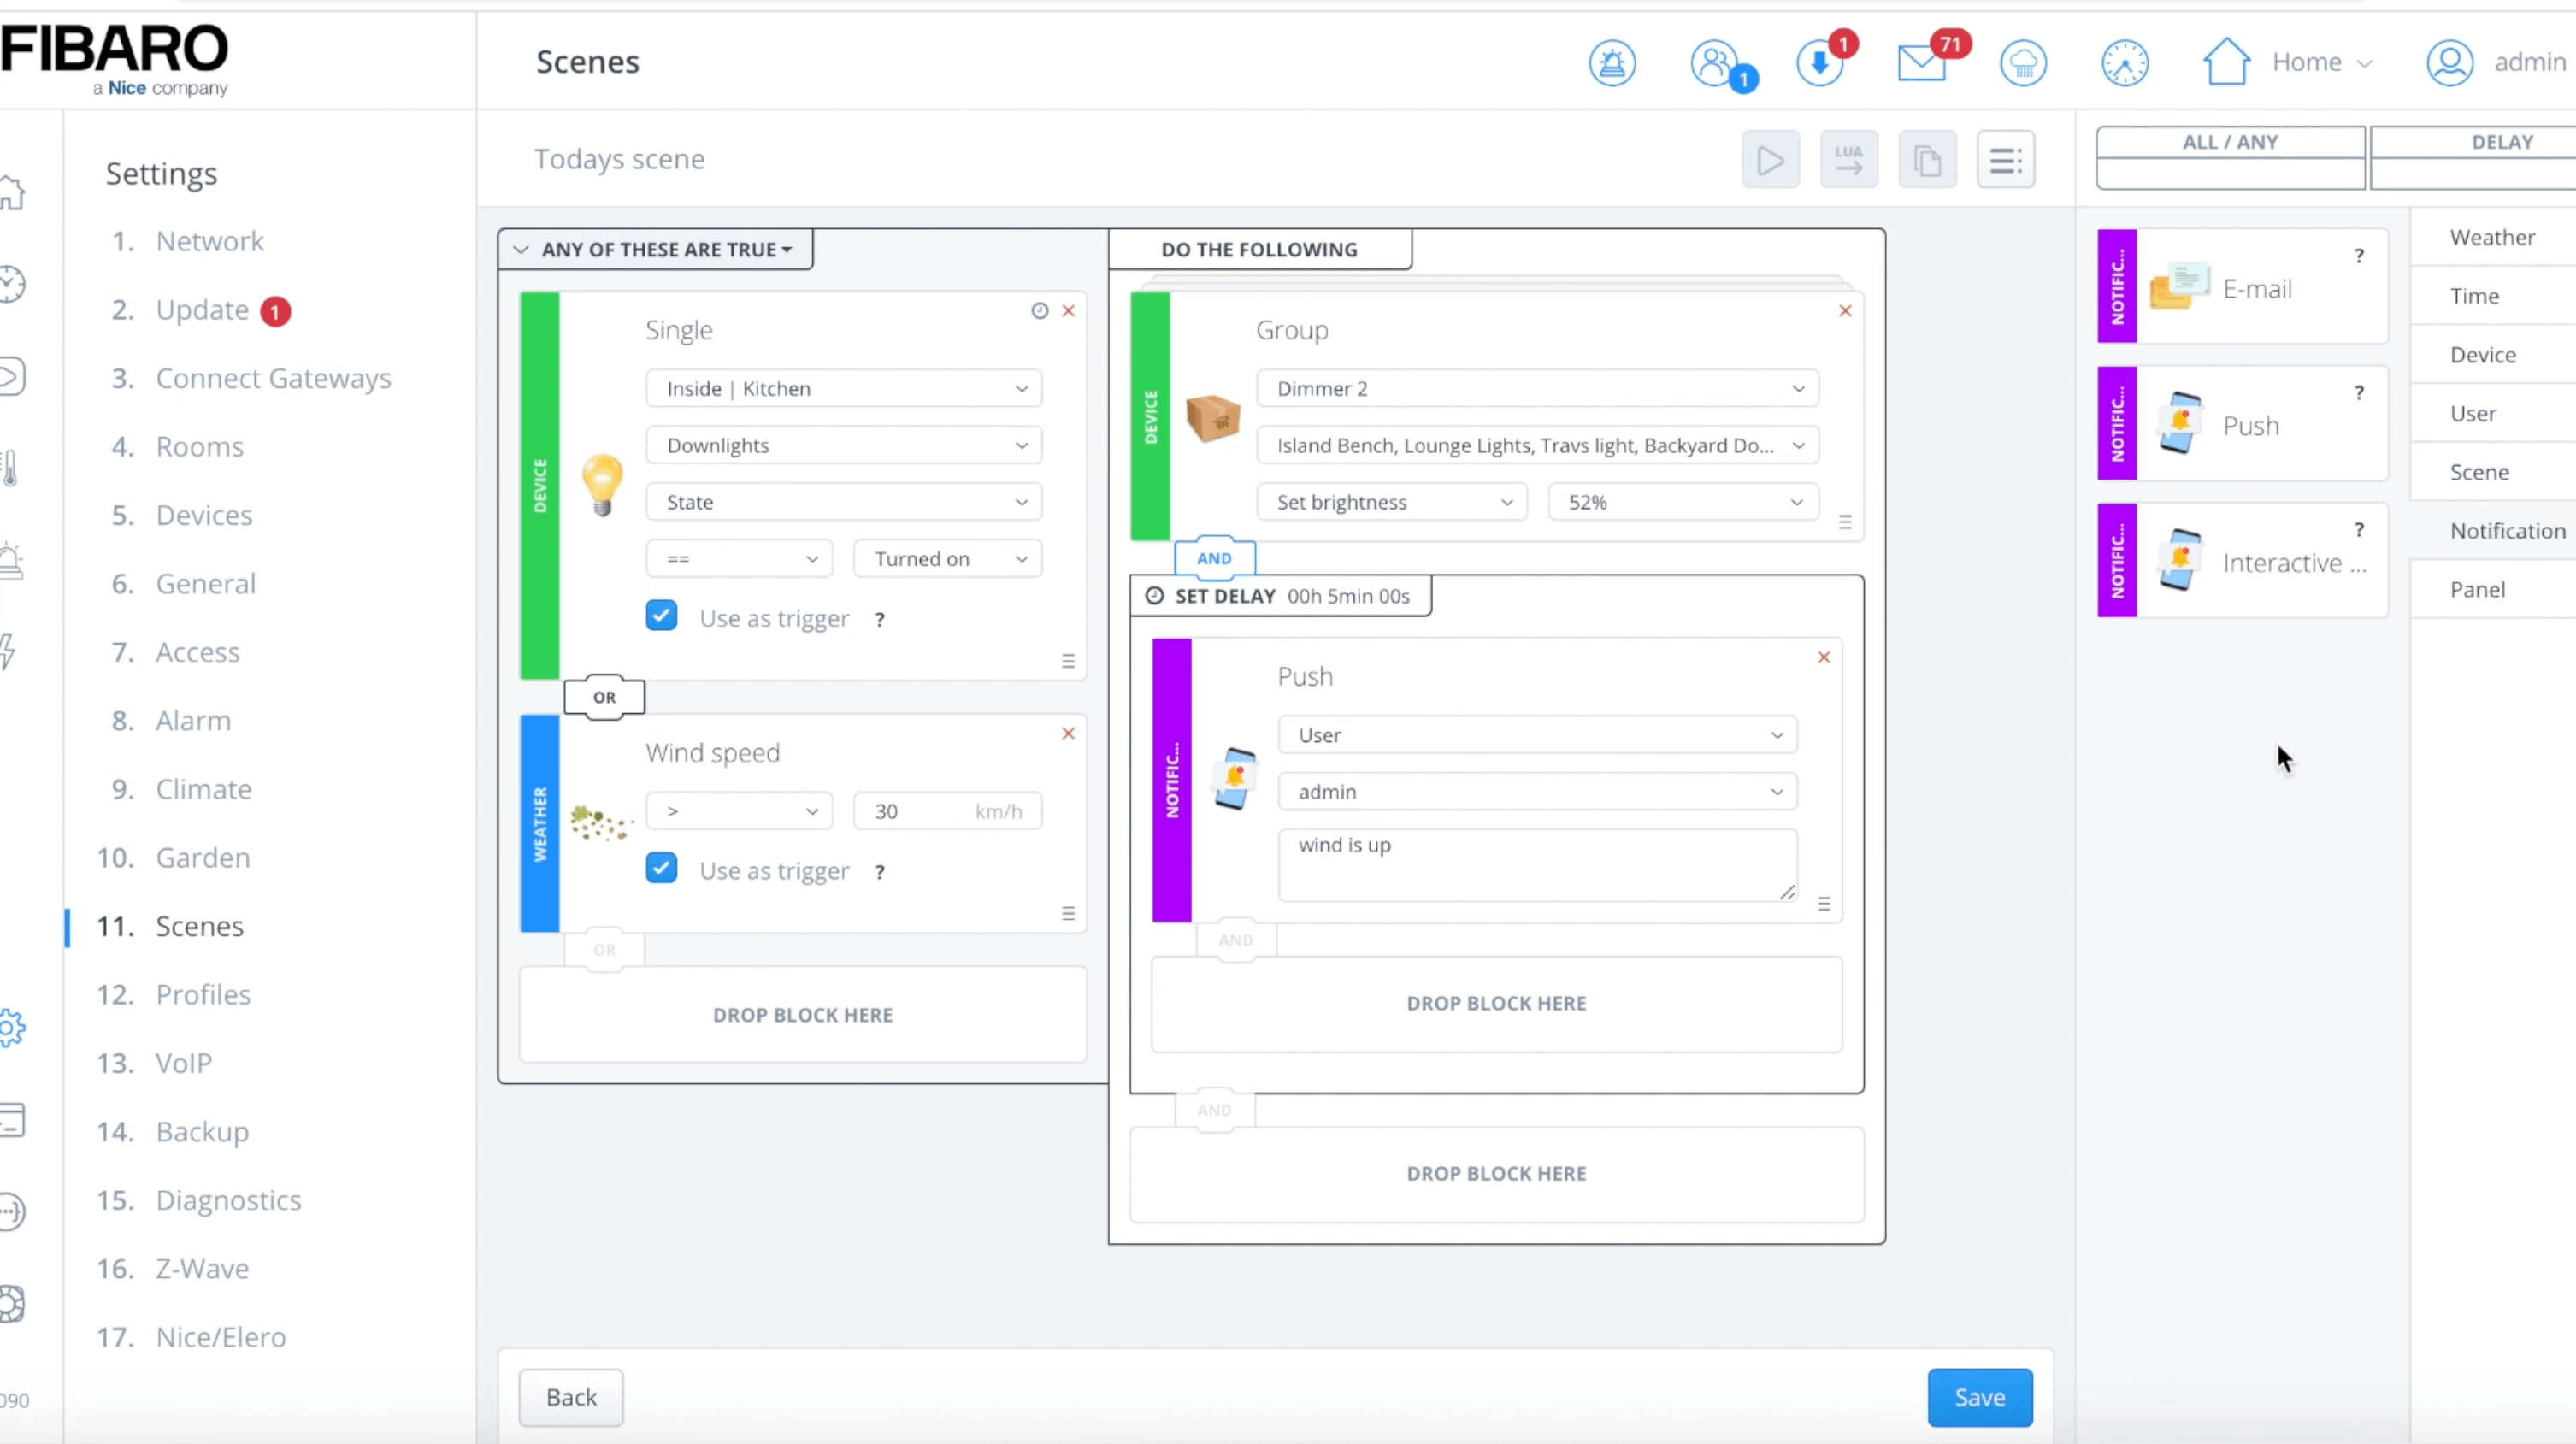 FIBARO
a Nice company
Scenes
1
1
71
Home
admin
Settings
1. Network
2. Update 1
3. Connect Gateways
4. Rooms
5. Devices
6. General
7. Access
8. Alarm
9. Climate
10. Garden
11. Scenes
12. Profiles
13. VoIP
14. Backup
15. Diagnostics
16. Z-Wave
17. Nice/Elero
090
Todays scene
LUA
ANY OF THESE ARE TRUE
DEVICE
Single
Inside | Kitchen
Downlights
State
== Turned on
Use as trigger ?
OR
WEATHER
Wind speed
> 30 km/h
Use as trigger ?
OR
DROP BLOCK HERE
DO THE FOLLOWING
DEVICE
Group
Dimmer 2
Island Bench, Lounge Lights, Travs light, Backyard Do...
Set brightness 52%
AND
SET DELAY 00h 5min 00s
NOTIFIC...
Push
User
admin
wind is up
AND
DROP BLOCK HERE
AND
DROP BLOCK HERE
Back
Save
ALL / ANY
DELAY
NOTIFIC...
E-mail
?
NOTIFIC...
Push
?
NOTIFIC...
Interactive ...
?
Weather
Time
Device
User
Scene
Notification
Panel